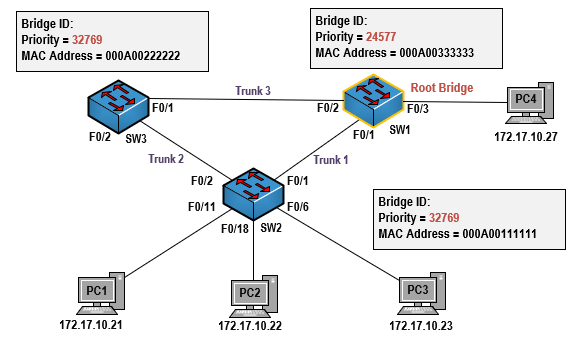 Bridge ID:
Priority = 32769
MAC Address = 000A00222222
Bridge ID:
Priority = 24577
MAC Address = 000A00333333
Trunk 3
Root Bridge
F0/1
F0/2
F0/3
PC4
F0/2
SW3
F0/1
SW1
172.17.10.27
Trunk 2
Trunk 1
F0/2
F0/1
F0/11
F0/6
F0/18
SW2
Bridge ID:
Priority = 32769
MAC Address = 000A00111111
PC1
PC2
PC3
172.17.10.21
172.17.10.22
172.17.10.23